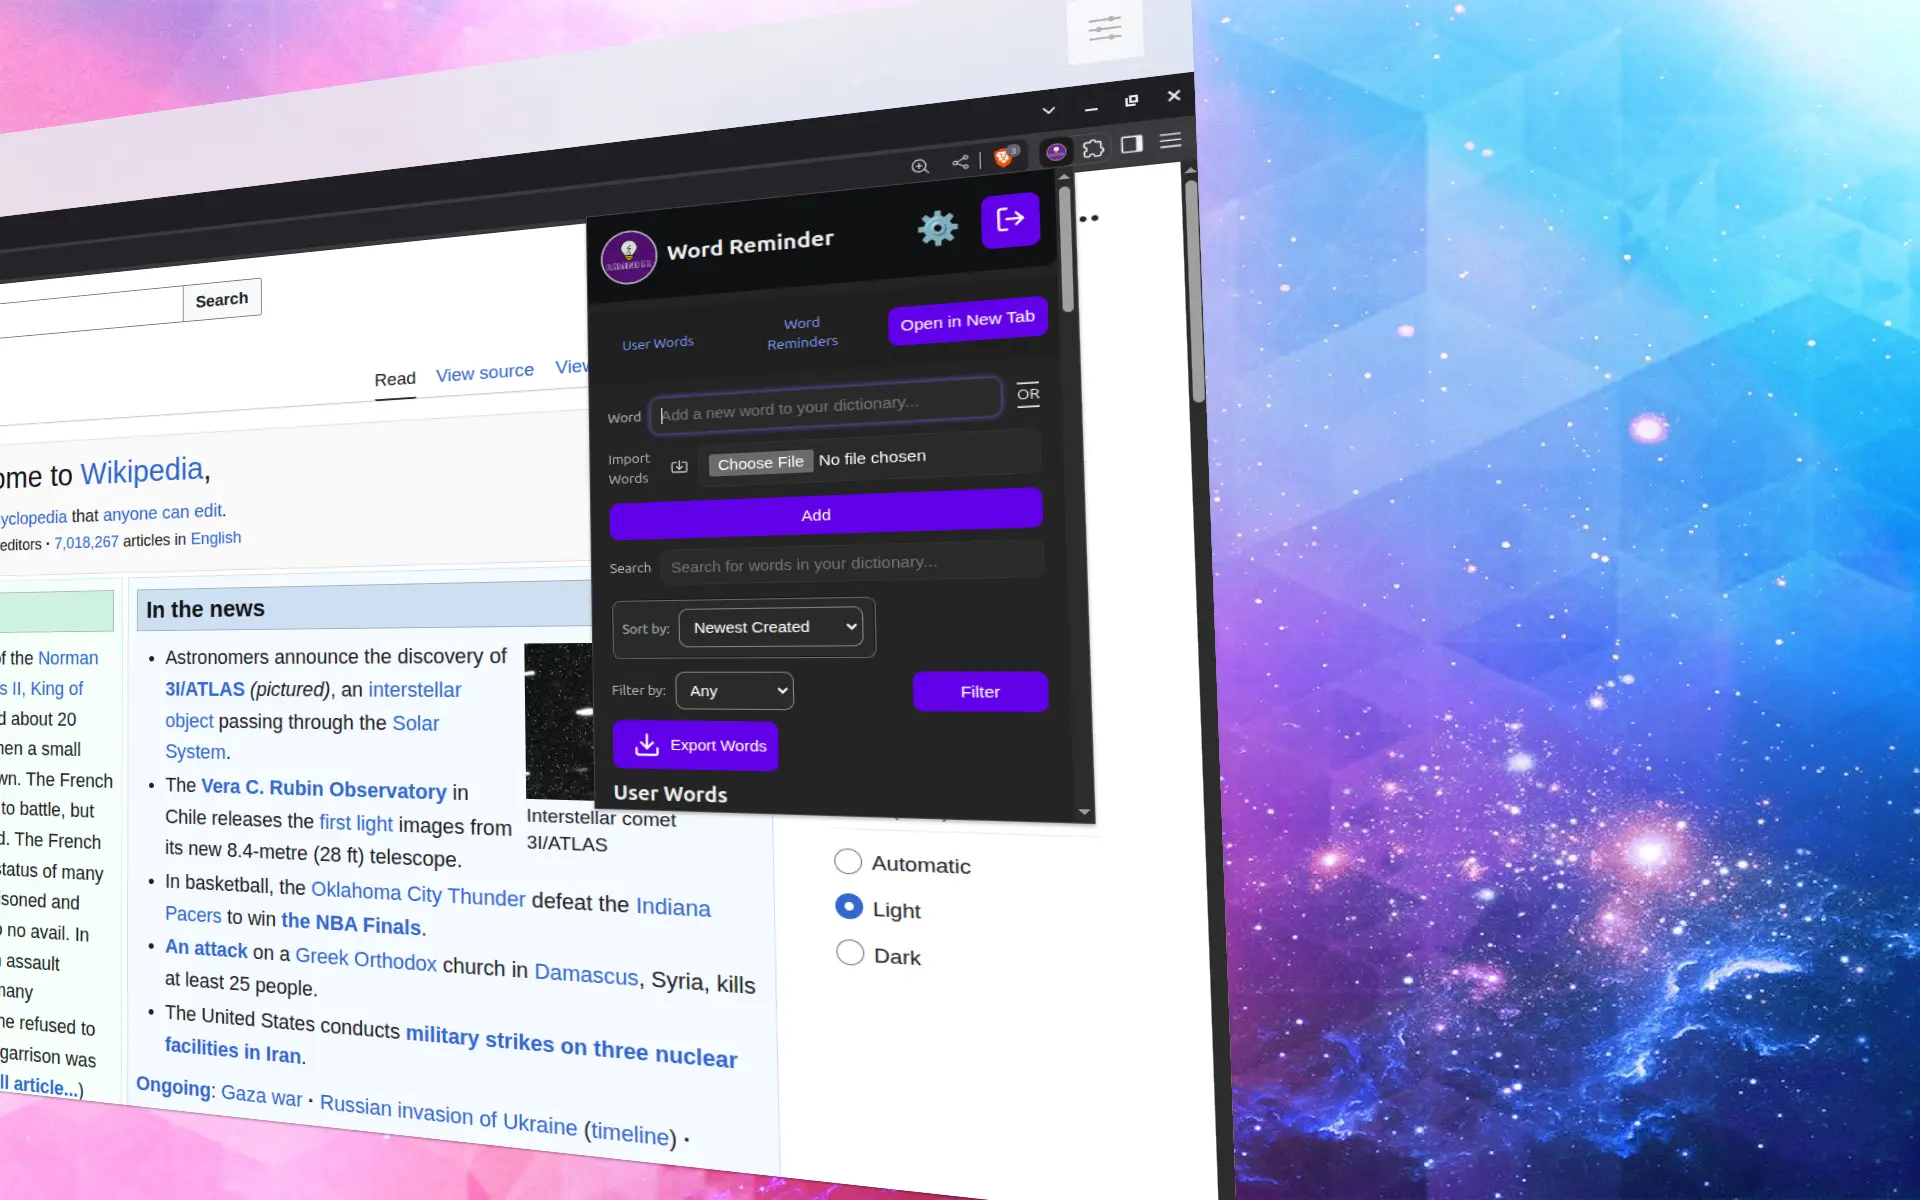 3
Word Reminder
User Words
Word
Reminders
Open in New Tab
Word
Add a new word to your dictionary...
OR
Import
Words
Choose File No file chosen
Add
Search
Search for words in your dictionary...
Sort by:
Newest Created
Filter by:
Any
Filter
Export Words
User Words
Search
Read
View source
View
ome to Wikipedia,
yclopedia that anyone can edit.
editors · 7,018,267 articles in English
of the Norman
s II, King of
d about 20
hen a small
wn. The French
to battle, but
d. The French
status of many
soned and
o no avail. In
assault
many
he refused to
garrison was
ll article...)
In the news
• Astronomers announce the discovery of
3I/ATLAS (pictured), an interstellar
object passing through the Solar
System.
Interstellar comet
3I/ATLAS
• The Vera C. Rubin Observatory in
Chile releases the first light images from
its new 8.4-metre (28 ft) telescope.
• In basketball, the Oklahoma City Thunder defeat the Indiana
Pacers to win the NBA Finals.
• An attack on a Greek Orthodox church in Damascus, Syria, kills
at least 25 people.
• The United States conducts military strikes on three nuclear
facilities in Iran.
Ongoing: Gaza war · Russian invasion of Ukraine (timeline) ·
Automatic
Light
Dark